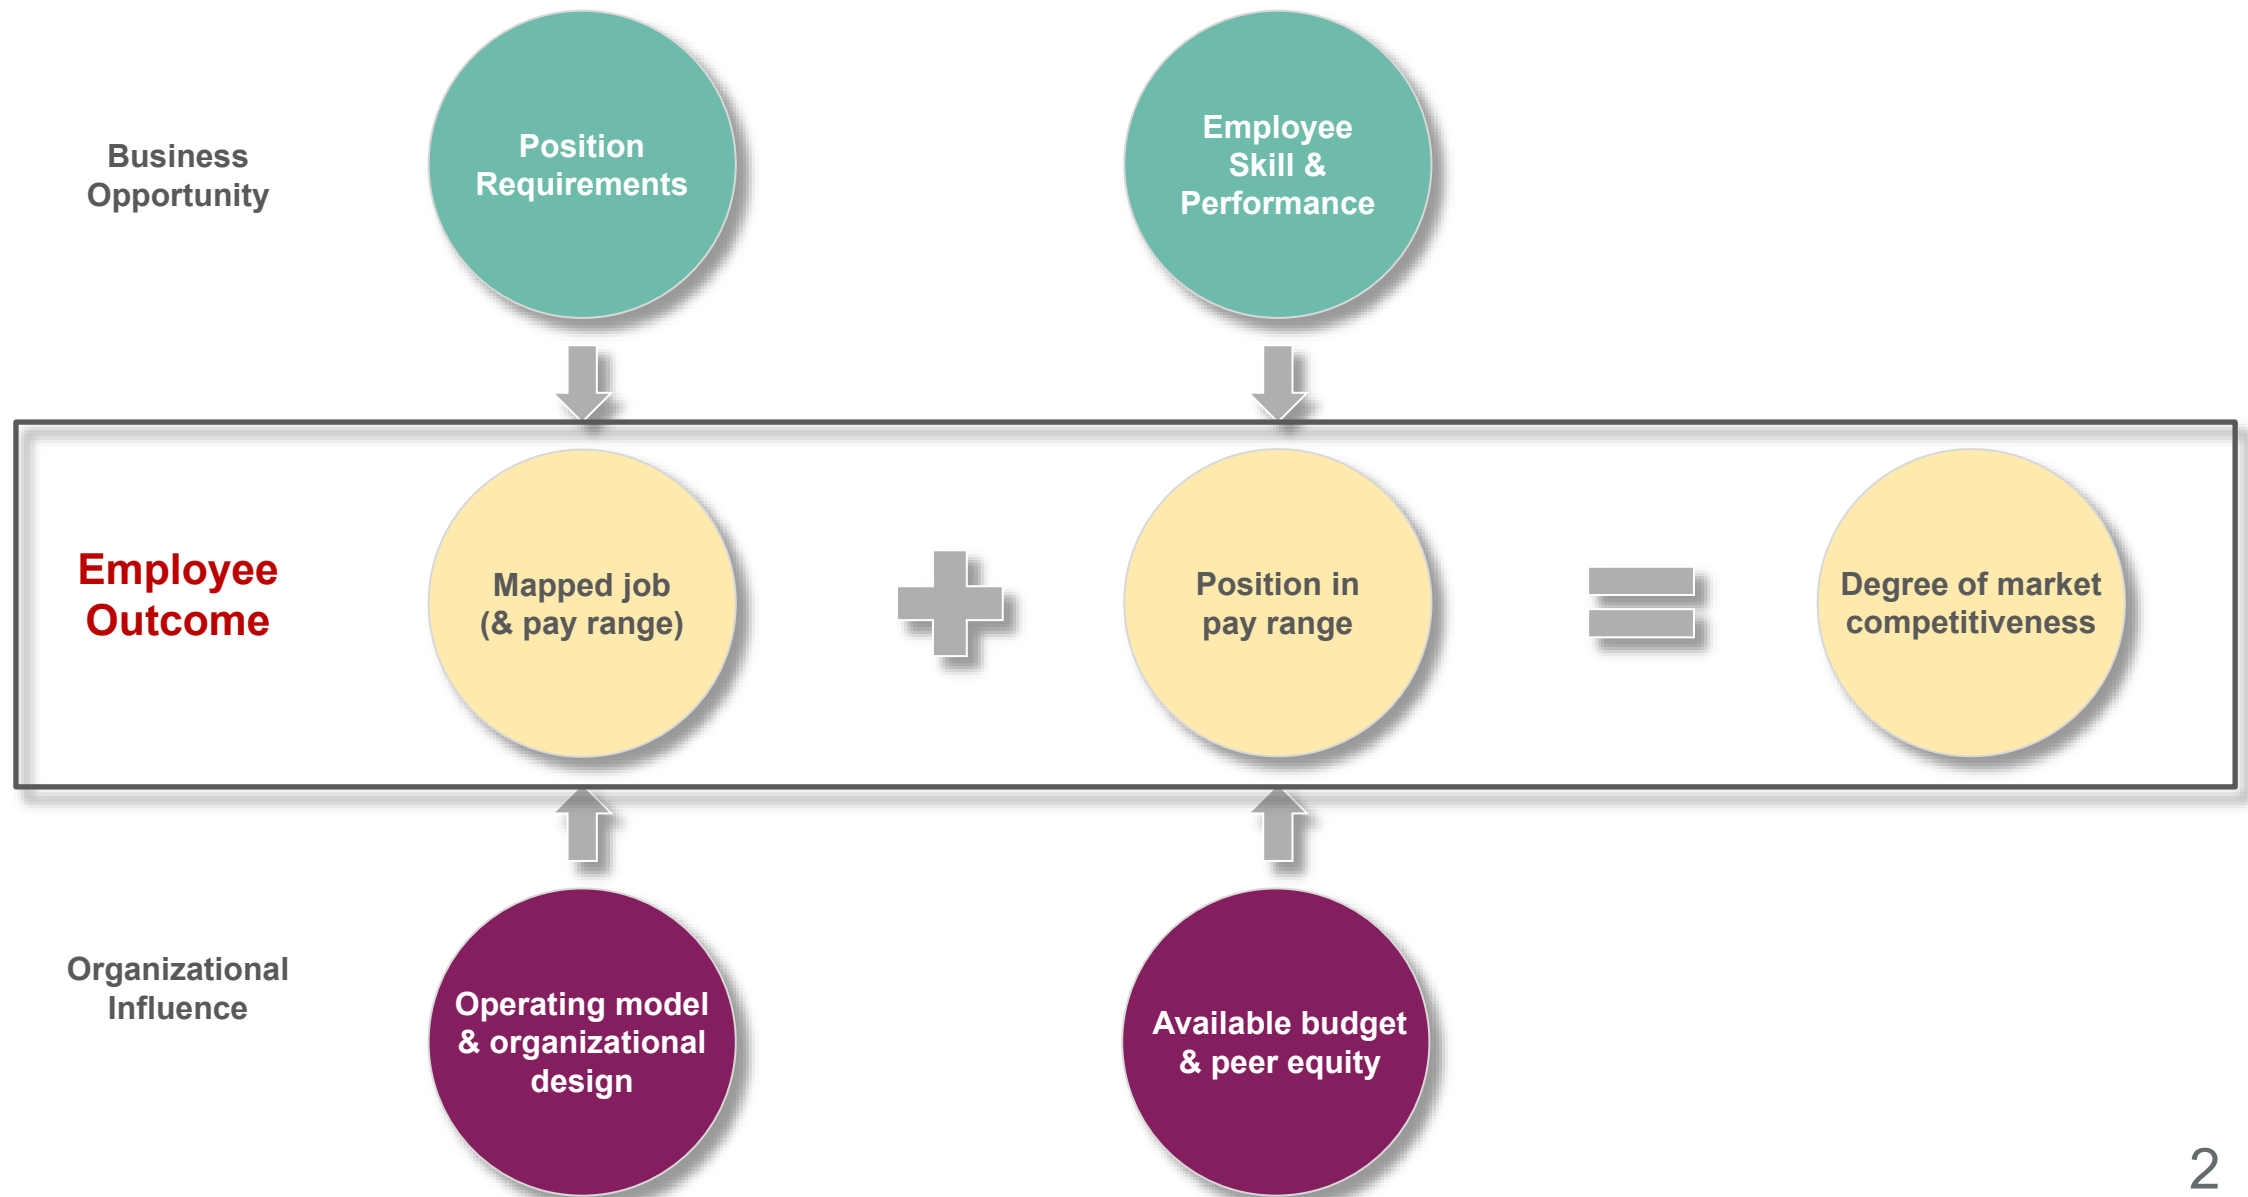 Business
Opportunity
Position
Requirements
Employee
Skill &
Performance
Employee
Outcome
Mapped job
(& pay range)
Position in
pay range
Degree of market
competitiveness
Organizational
Influence
Operating model
& organizational
design
Available budget
& peer equity
2